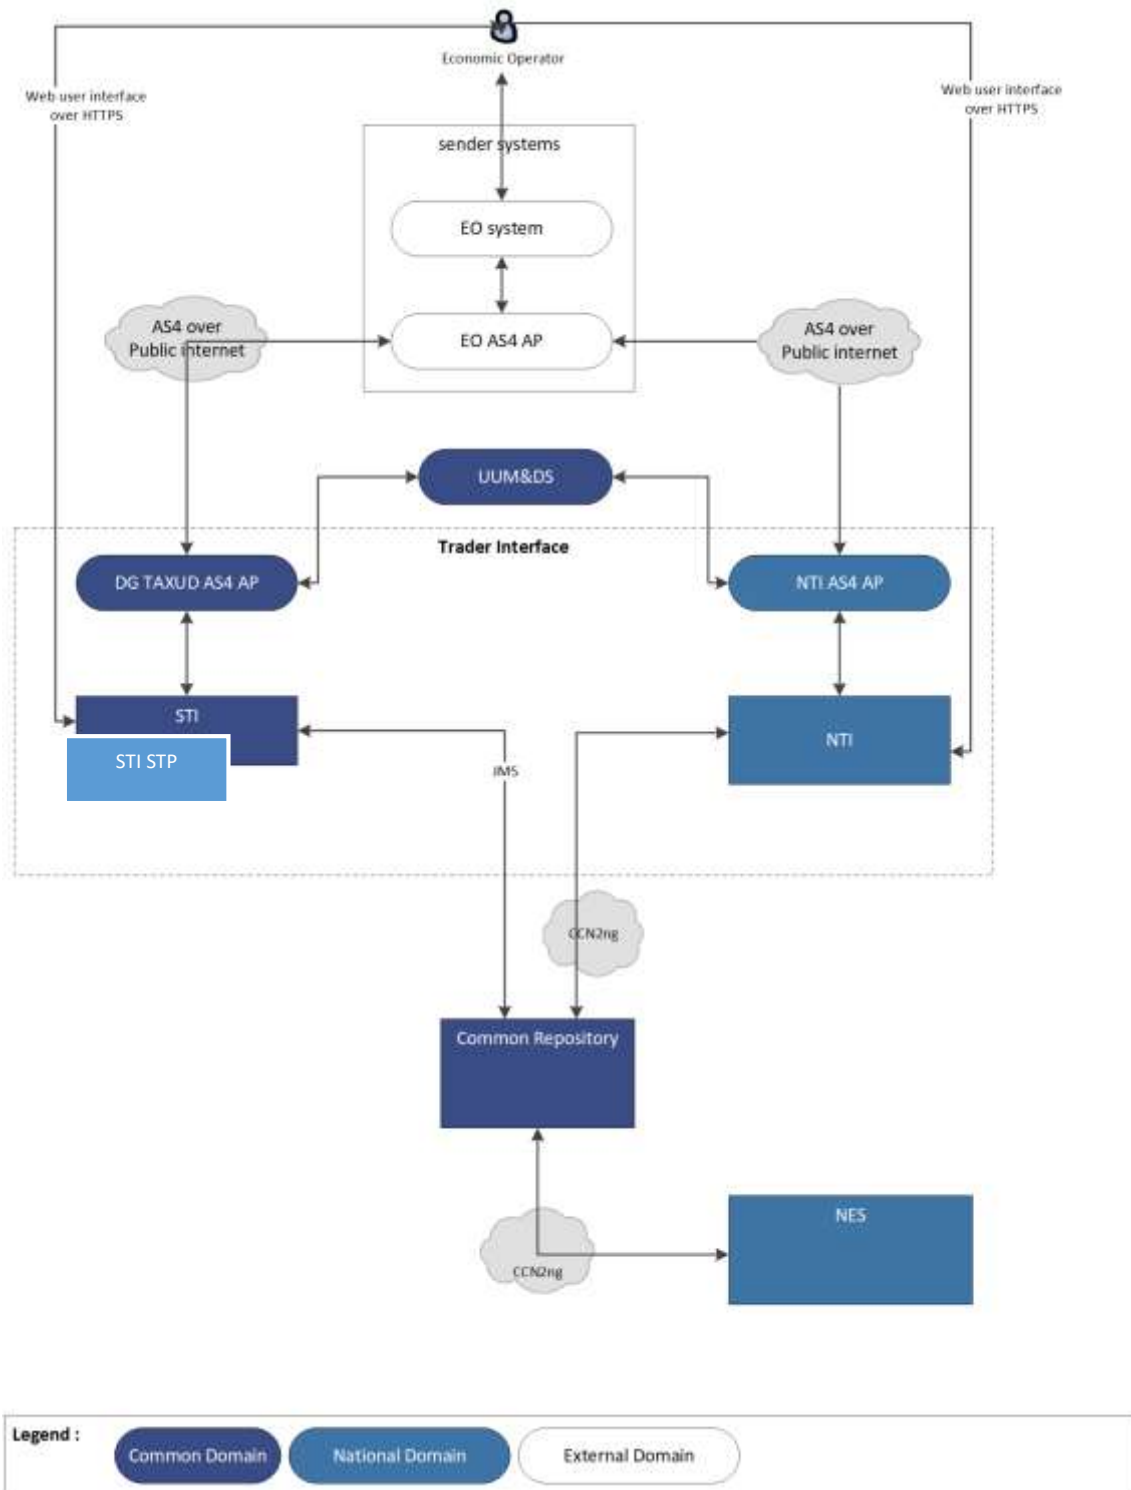 Economic Operator
Web user interface
over HTTPS
Web user interface
over HTTPS
sender systems
EO system
AS4 over
Public internet
EO AS4 AP
AS4 over
Public internet
UUM&DS
Trader Interface
DG TAXUD AS4 AP
NTI AS4 AP
STI
STI STP
NTI
JMS
CCN2ng
Common Repository
NES
CCN2ng
Legend :
Common Domain
National Domain
External Domain